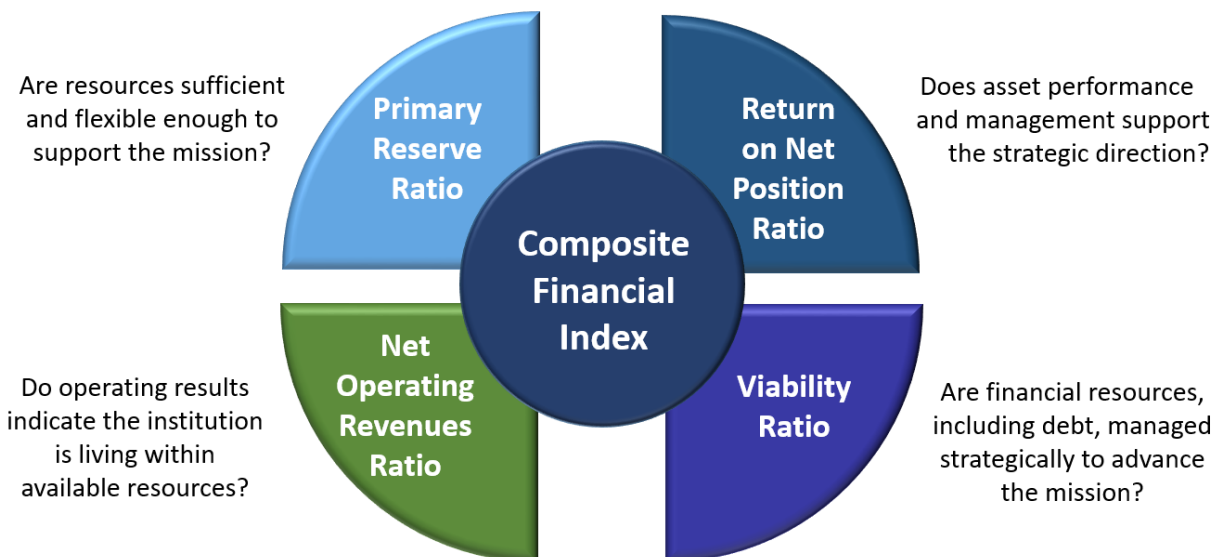 Are resources sufficient
and flexible enough to
support the mission?
Primary
Reserve
Ratio
Return
on Net
Position
Ratio
Does asset performance
and management support
the strategic direction?
Composite
Financial
Index
Do operating results
indicate the institution
is living within
available resources?
Net
Operating
Revenues
Ratio
Viability
Ratio
Are financial resources,
including debt, managed
strategically to advance
the mission?